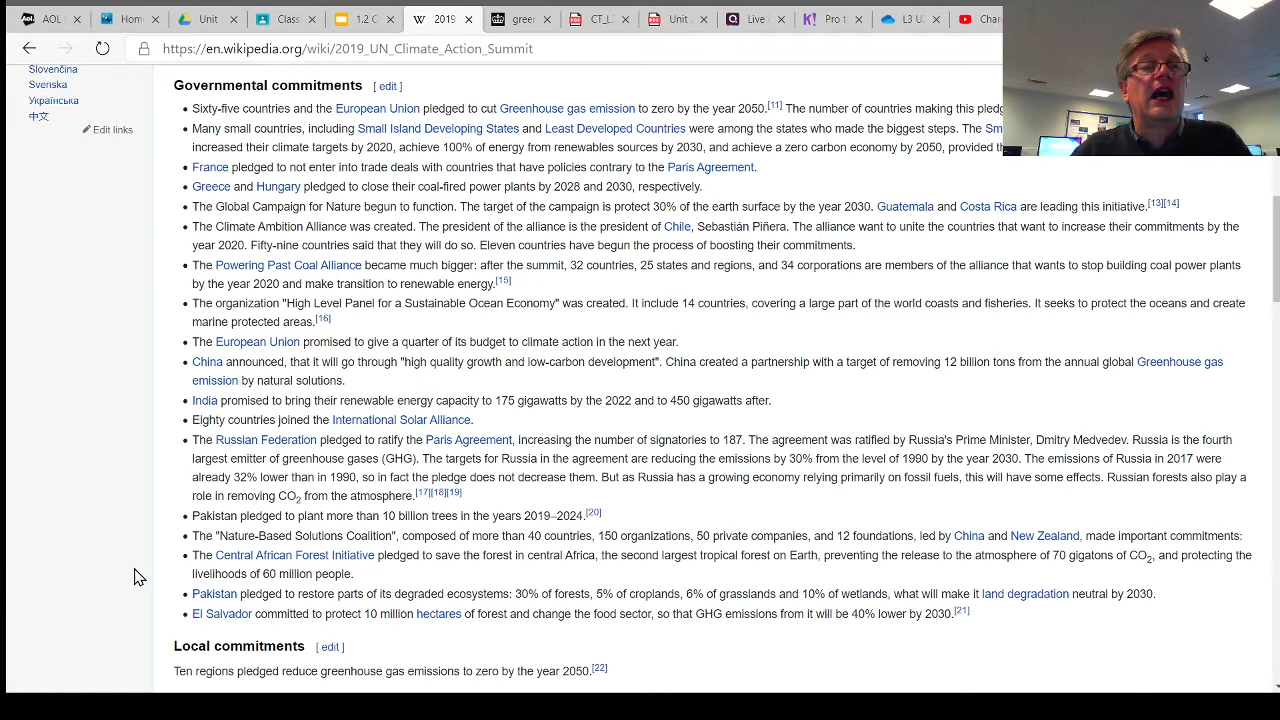 AOL
Home
Unit
Class
1.2 C
2019
green
CT_L3
Unit
Live
Pro t
L3 U
Chan
https://en.wikipedia.org/wiki/2019_UN_Climate_Action_Summit
Slovenčina
Svenska
Українська
中文
Edit links
Governmental commitments [ edit ]
• Sixty-five countries and the European Union pledged to cut Greenhouse gas emission to zero by the year 2050.[11] The number of countries making this pledg
• Many small countries, including Small Island Developing States and Least Developed Countries were among the states who made the biggest steps. The Sm
increased their climate targets by 2020, achieve 100% of energy from renewables sources by 2030, and achieve a zero carbon economy by 2050, provided th
• France pledged to not enter into trade deals with countries that have policies contrary to the Paris Agreement.
• Greece and Hungary pledged to close their coal-fired power plants by 2028 and 2030, respectively.
• The Global Campaign for Nature begun to function. The target of the campaign is protect 30% of the earth surface by the year 2030. Guatemala and Costa Rica are leading this initiative.[13][14]
• The Climate Ambition Alliance was created. The president of the alliance is the president of Chile, Sebastián Piñera. The alliance want to unite the countries that want to increase their commitments by the
year 2020. Fifty-nine countries said that they will do so. Eleven countries have begun the process of boosting their commitments.
• The Powering Past Coal Alliance became much bigger: after the summit, 32 countries, 25 states and regions, and 34 corporations are members of the alliance that wants to stop building coal power plants
by the year 2020 and make transition to renewable energy.[15]
• The organization "High Level Panel for a Sustainable Ocean Economy" was created. It include 14 countries, covering a large part of the world coasts and fisheries. It seeks to protect the oceans and create
marine protected areas.[16]
• The European Union promised to give a quarter of its budget to climate action in the next year.
• China announced, that it will go through "high quality growth and low-carbon development". China created a partnership with a target of removing 12 billion tons from the annual global Greenhouse gas
emission by natural solutions.
• India promised to bring their renewable energy capacity to 175 gigawatts by the 2022 and to 450 gigawatts after.
• Eighty countries joined the International Solar Alliance.
• The Russian Federation pledged to ratify the Paris Agreement, increasing the number of signatories to 187. The agreement was ratified by Russia's Prime Minister, Dmitry Medvedev. Russia is the fourth
largest emitter of greenhouse gases (GHG). The targets for Russia in the agreement are reducing the emissions by 30% from the level of 1990 by the year 2030. The emissions of Russia in 2017 were
already 32% lower than in 1990, so in fact the pledge does not decrease them. But as Russia has a growing economy relying primarily on fossil fuels, this will have some effects. Russian forests also play a
role in removing CO2 from the atmosphere.[17][18][19]
• Pakistan pledged to plant more than 10 billion trees in the years 2019–2024.[20]
• The "Nature-Based Solutions Coalition", composed of more than 40 countries, 150 organizations, 50 private companies, and 12 foundations, led by China and New Zealand, made important commitments:
• The Central African Forest Initiative pledged to save the forest in central Africa, the second largest tropical forest on Earth, preventing the release to the atmosphere of 70 gigatons of CO2, and protecting the
livelihoods of 60 million people.
• Pakistan pledged to restore parts of its degraded ecosystems: 30% of forests, 5% of croplands, 6% of grasslands and 10% of wetlands, what will make it land degradation neutral by 2030.
• El Salvador committed to protect 10 million hectares of forest and change the food sector, so that GHG emissions from it will be 40% lower by 2030.[21]
Local commitments [ edit ]
Ten regions pledged reduce greenhouse gas emissions to zero by the year 2050.[22]